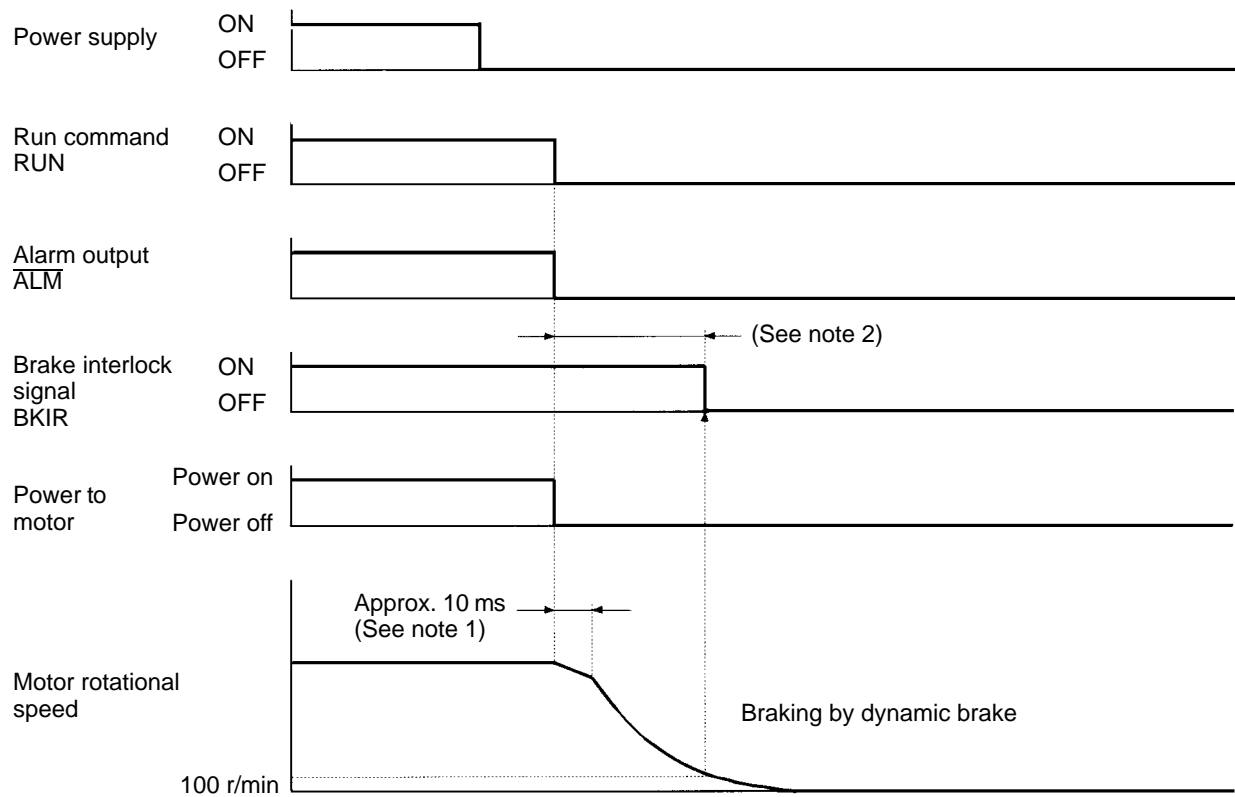 Power supply
ON
OFF
Run command
RUN
ON
OFF
Alarm output
ALM
(See note 2)
Brake interlock
signal
BKIR
ON
OFF
Power to
motor
Power on
Power off
Approx. 10 ms
(See note 1)
Motor rotational
speed
Braking by dynamic brake
100 r/min